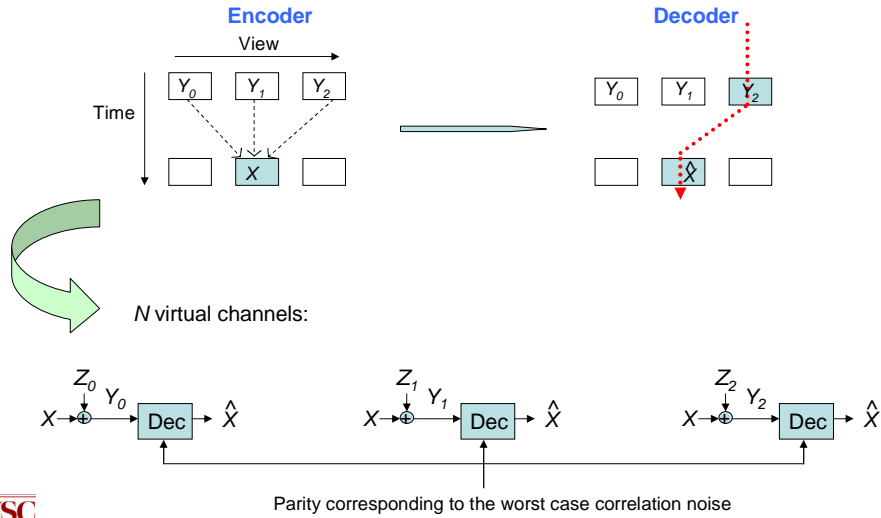 Encoder
Decoder
View
Time
Y0 Y1 Y2
Y0 Y1 Y2
X
X̂
N virtual channels:
Z0 Z1 Z2
X + Y0 Dec X̂
X + Y1 Dec X̂
X + Y2 Dec X̂
Parity corresponding to the worst case correlation noise